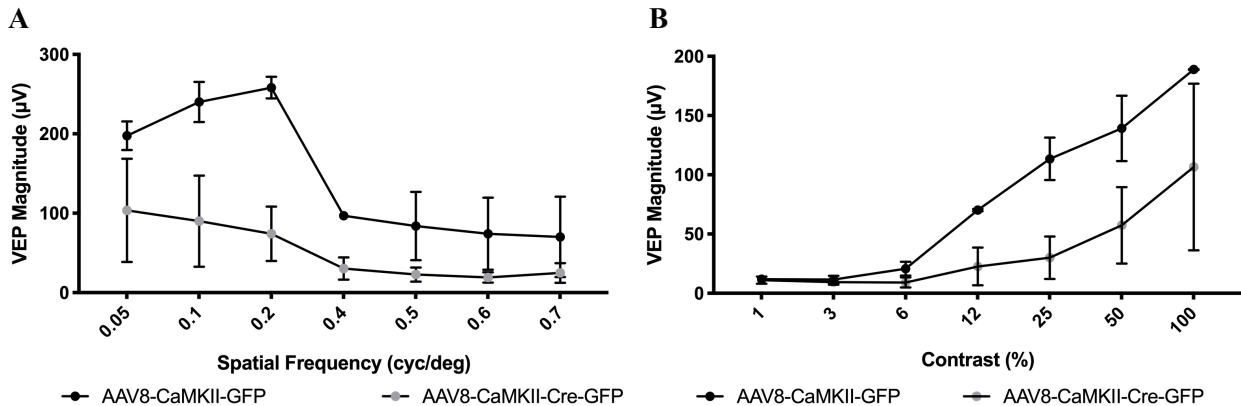 A
VEP Magnitude (µV)
300
200
100
0
0.05
0.1
0.2
0.4
0.5
0.6
0.7
Spatial Frequency (cyc/deg)
AAV8-CaMKII-GFP
AAV8-CaMKII-Cre-GFP
B
VEP Magnitude (µV)
200
150
100
50
0
1
3
6
12
25
50
100
Contrast (%)
AAV8-CaMKII-GFP
AAV8-CaMKII-Cre-GFP